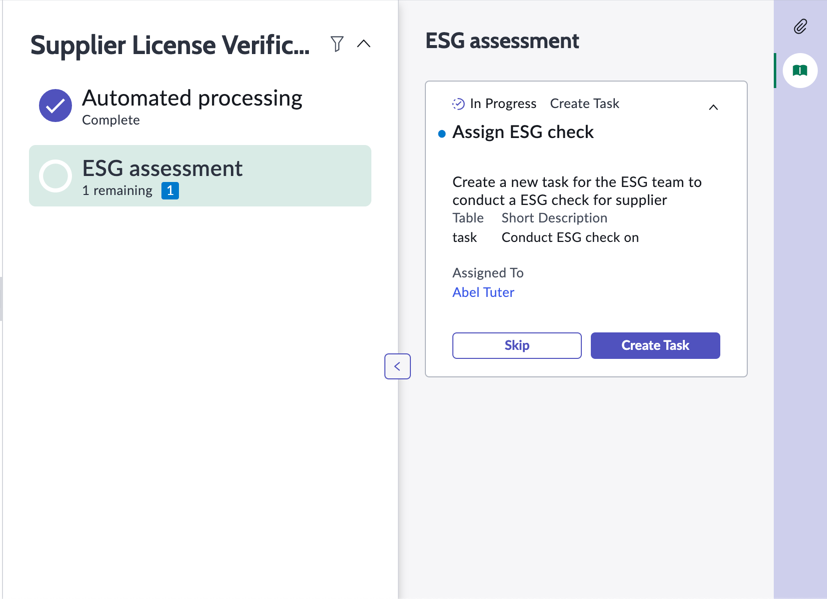 Supplier License Verific...
Automated processing
Complete
ESG assessment
1 remaining 1
ESG assessment
In Progress Create Task
Assign ESG check
Create a new task for the ESG team to
conduct a ESG check for supplier
Table Short Description
task Conduct ESG check on
Assigned To
Abel Tuter
Skip Create Task